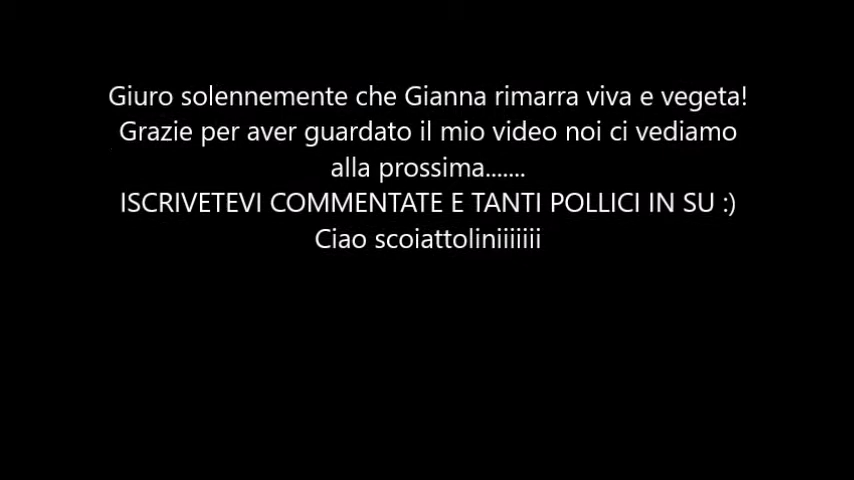 Giuro solennemente che Gianna rimarra viva e vegeta!
Grazie per aver guardato il mio video noi ci vediamo
alla prossima.......
ISCRIVETEVI COMMENTATE E TANTI POLLICI IN SU :)
Ciao scoiattoliniiiiiii